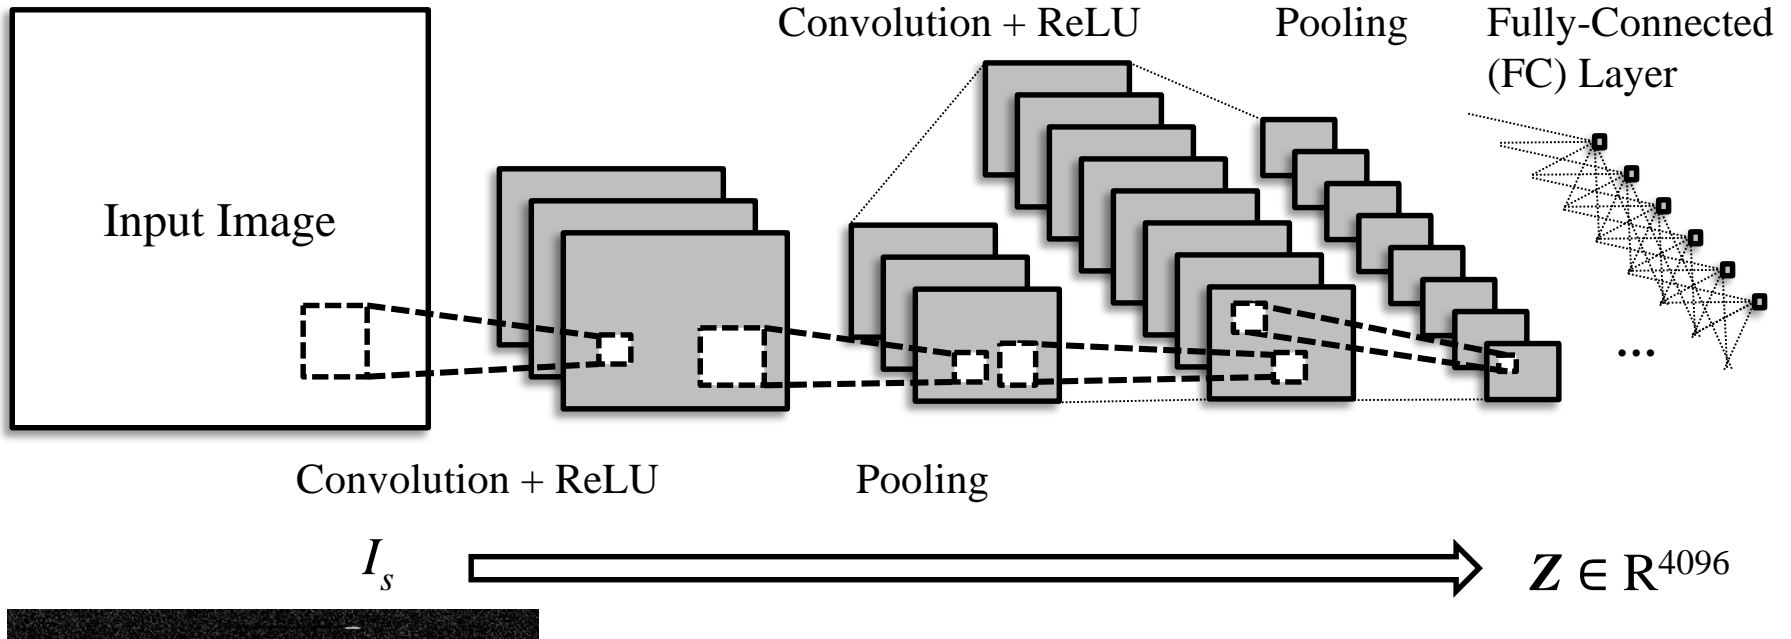 Convolution + ReLU
Pooling
Fully-Connected
(FC) Layer
Input Image
...
Convolution + ReLU
Pooling
I_s
Z ∈ R^4096